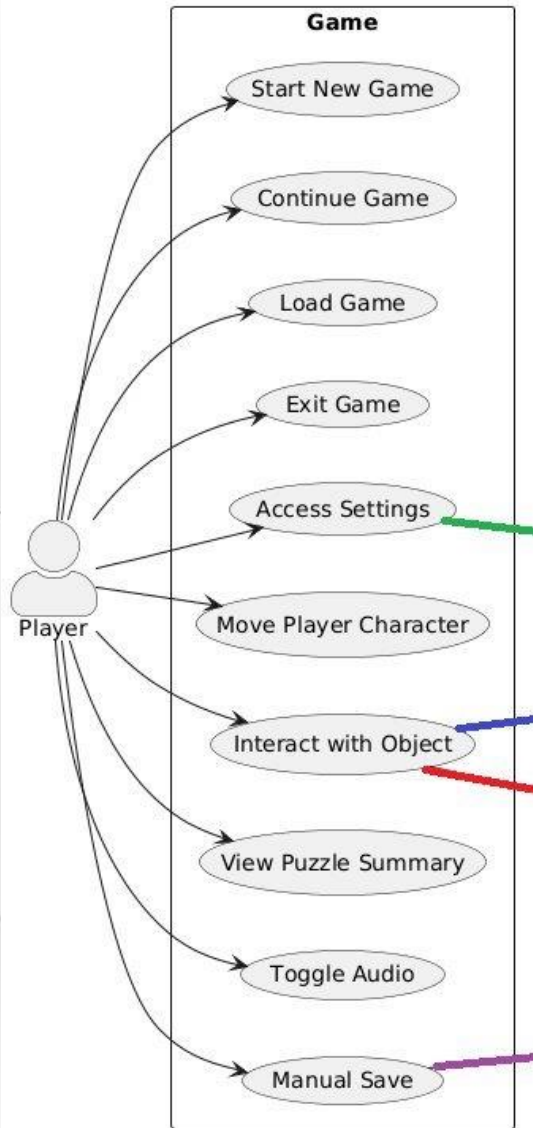 Game
Start New Game
Continue Game
Load Game
Exit Game
Access Settings
Player
Move Player Character
Interact with Object
View Puzzle Summary
Toggle Audio
Manual Save